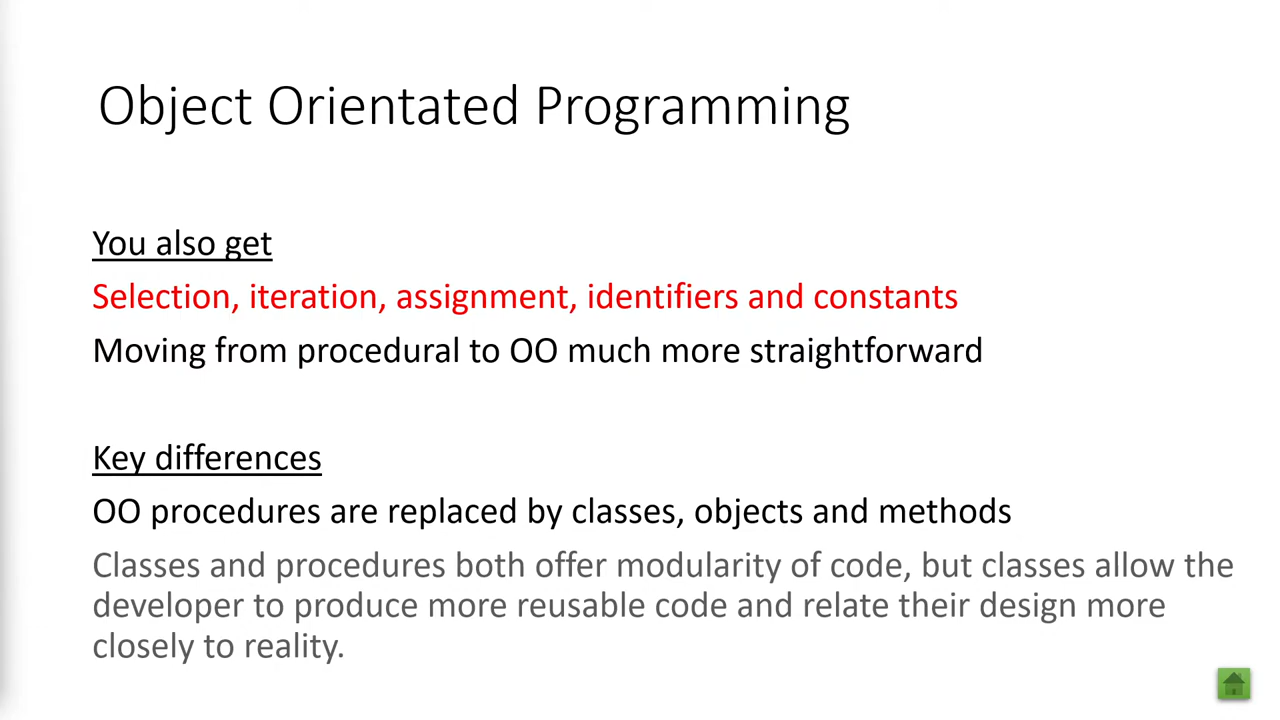 Object Orientated Programming
You also get
Selection, iteration, assignment, identifiers and constants
Moving from procedural to OO much more straightforward
Key differences
OO procedures are replaced by classes, objects and methods
Classes and procedures both offer modularity of code, but classes allow the
developer to produce more reusable code and relate their design more
closely to reality.